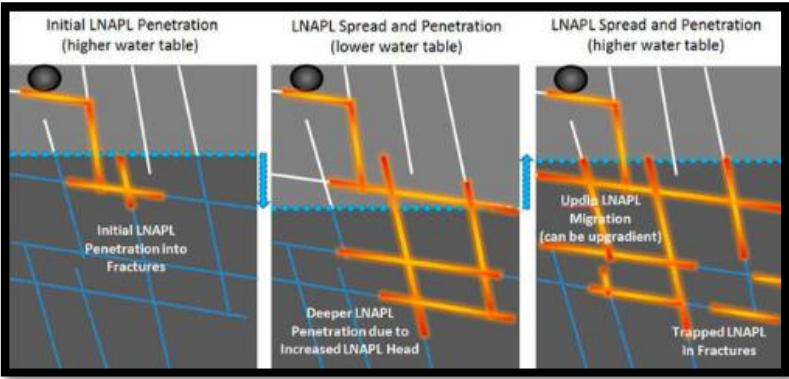 Initial LNAPL Penetration
(higher water table)
LNAPL Spread and Penetration
(lower water table)
LNAPL Spread and Penetration
(higher water table)
Initial LNAPL
Penetration into
Fractures
Deeper LNAPL
Penetration due to
Increased LNAPL Head
Updip LNAPL
Migration
(can be upgradient)
Trapped LNAPL
in Fractures